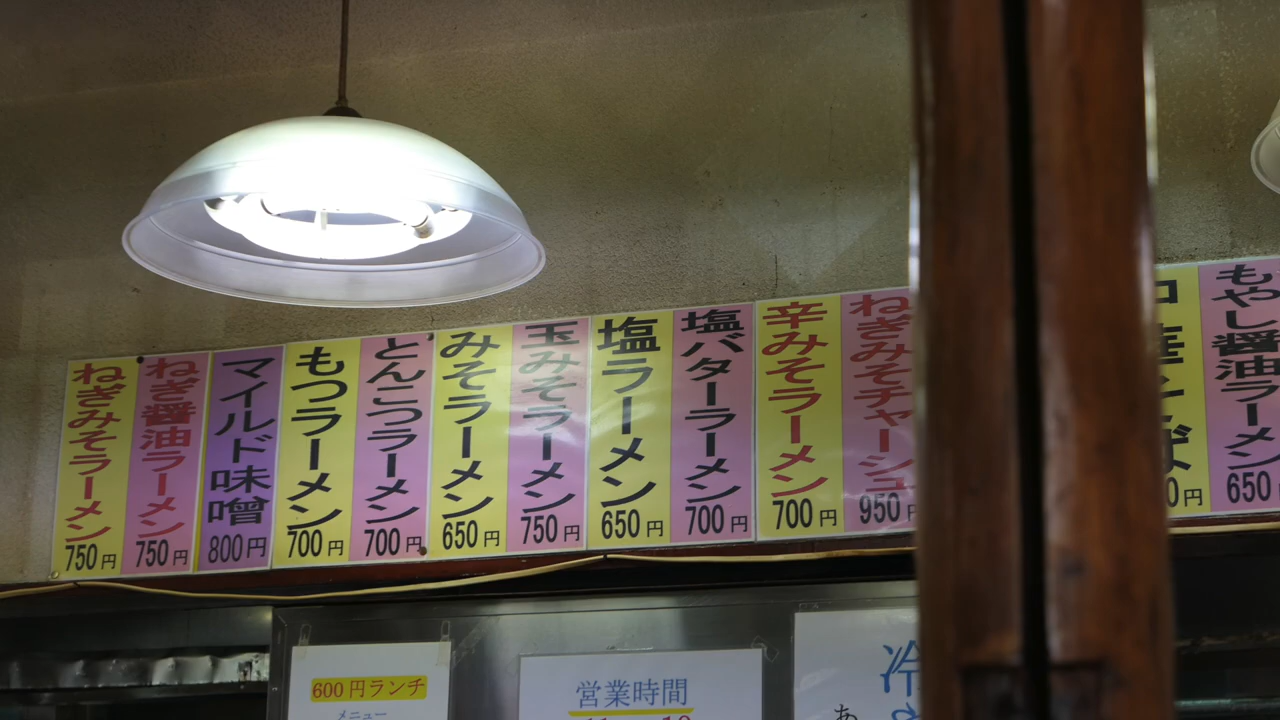 ねぎみそラーメン
750円
ねぎ醤油ラーメン
750円
マイルド味噌
800円
もつラーメン
700円
とんこつラーメン
700円
みそラーメン
650円
玉みそラーメン
750円
塩ラーメン
650円
塩バターラーメン
700円
辛みそラーメン
700円
ねぎみそチャーシュ
950円
0円
もやし醤油ラーメン
650
600円ランチ
メニュー
営業時間
冷
あ